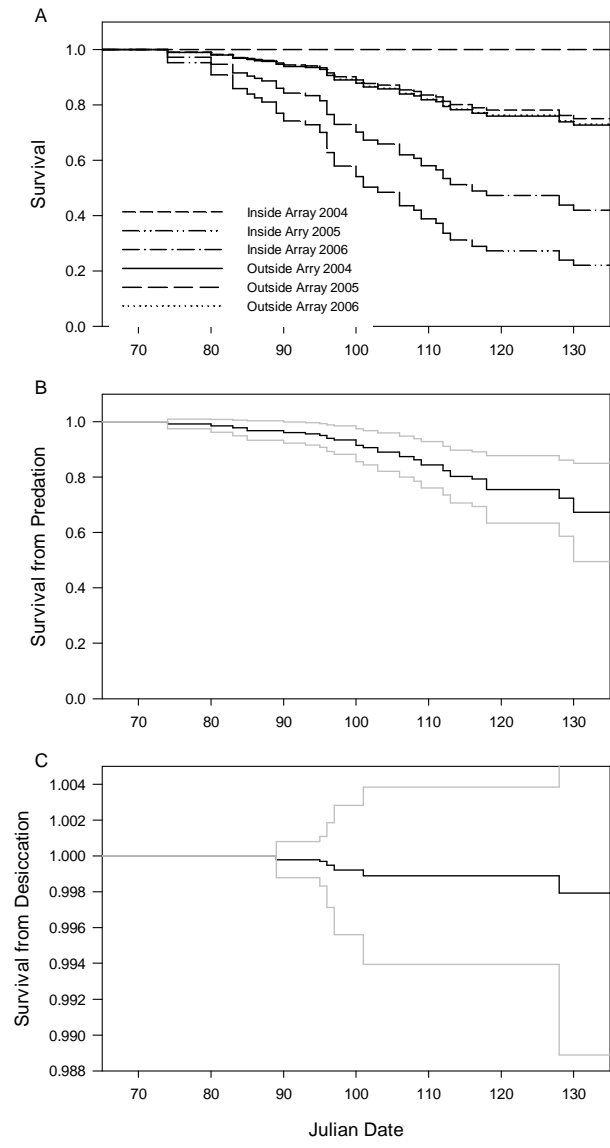 A
1.0
0.8
0.6
0.4
0.2
0.0
Survival
Inside Array 2004
Inside Arry 2005
Inside Array 2006
Outside Arry 2004
Outside Array 2005
Outside Array 2006
70 80 90 100 110 120 130
B
1.0
0.8
0.6
0.4
0.2
0.0
Survival from Predation
70 80 90 100 110 120 130
C
1.004
1.002
1.000
0.998
0.996
0.994
0.992
0.990
0.988
Survival from Desiccation
70 80 90 100 110 120 130
Julian Date